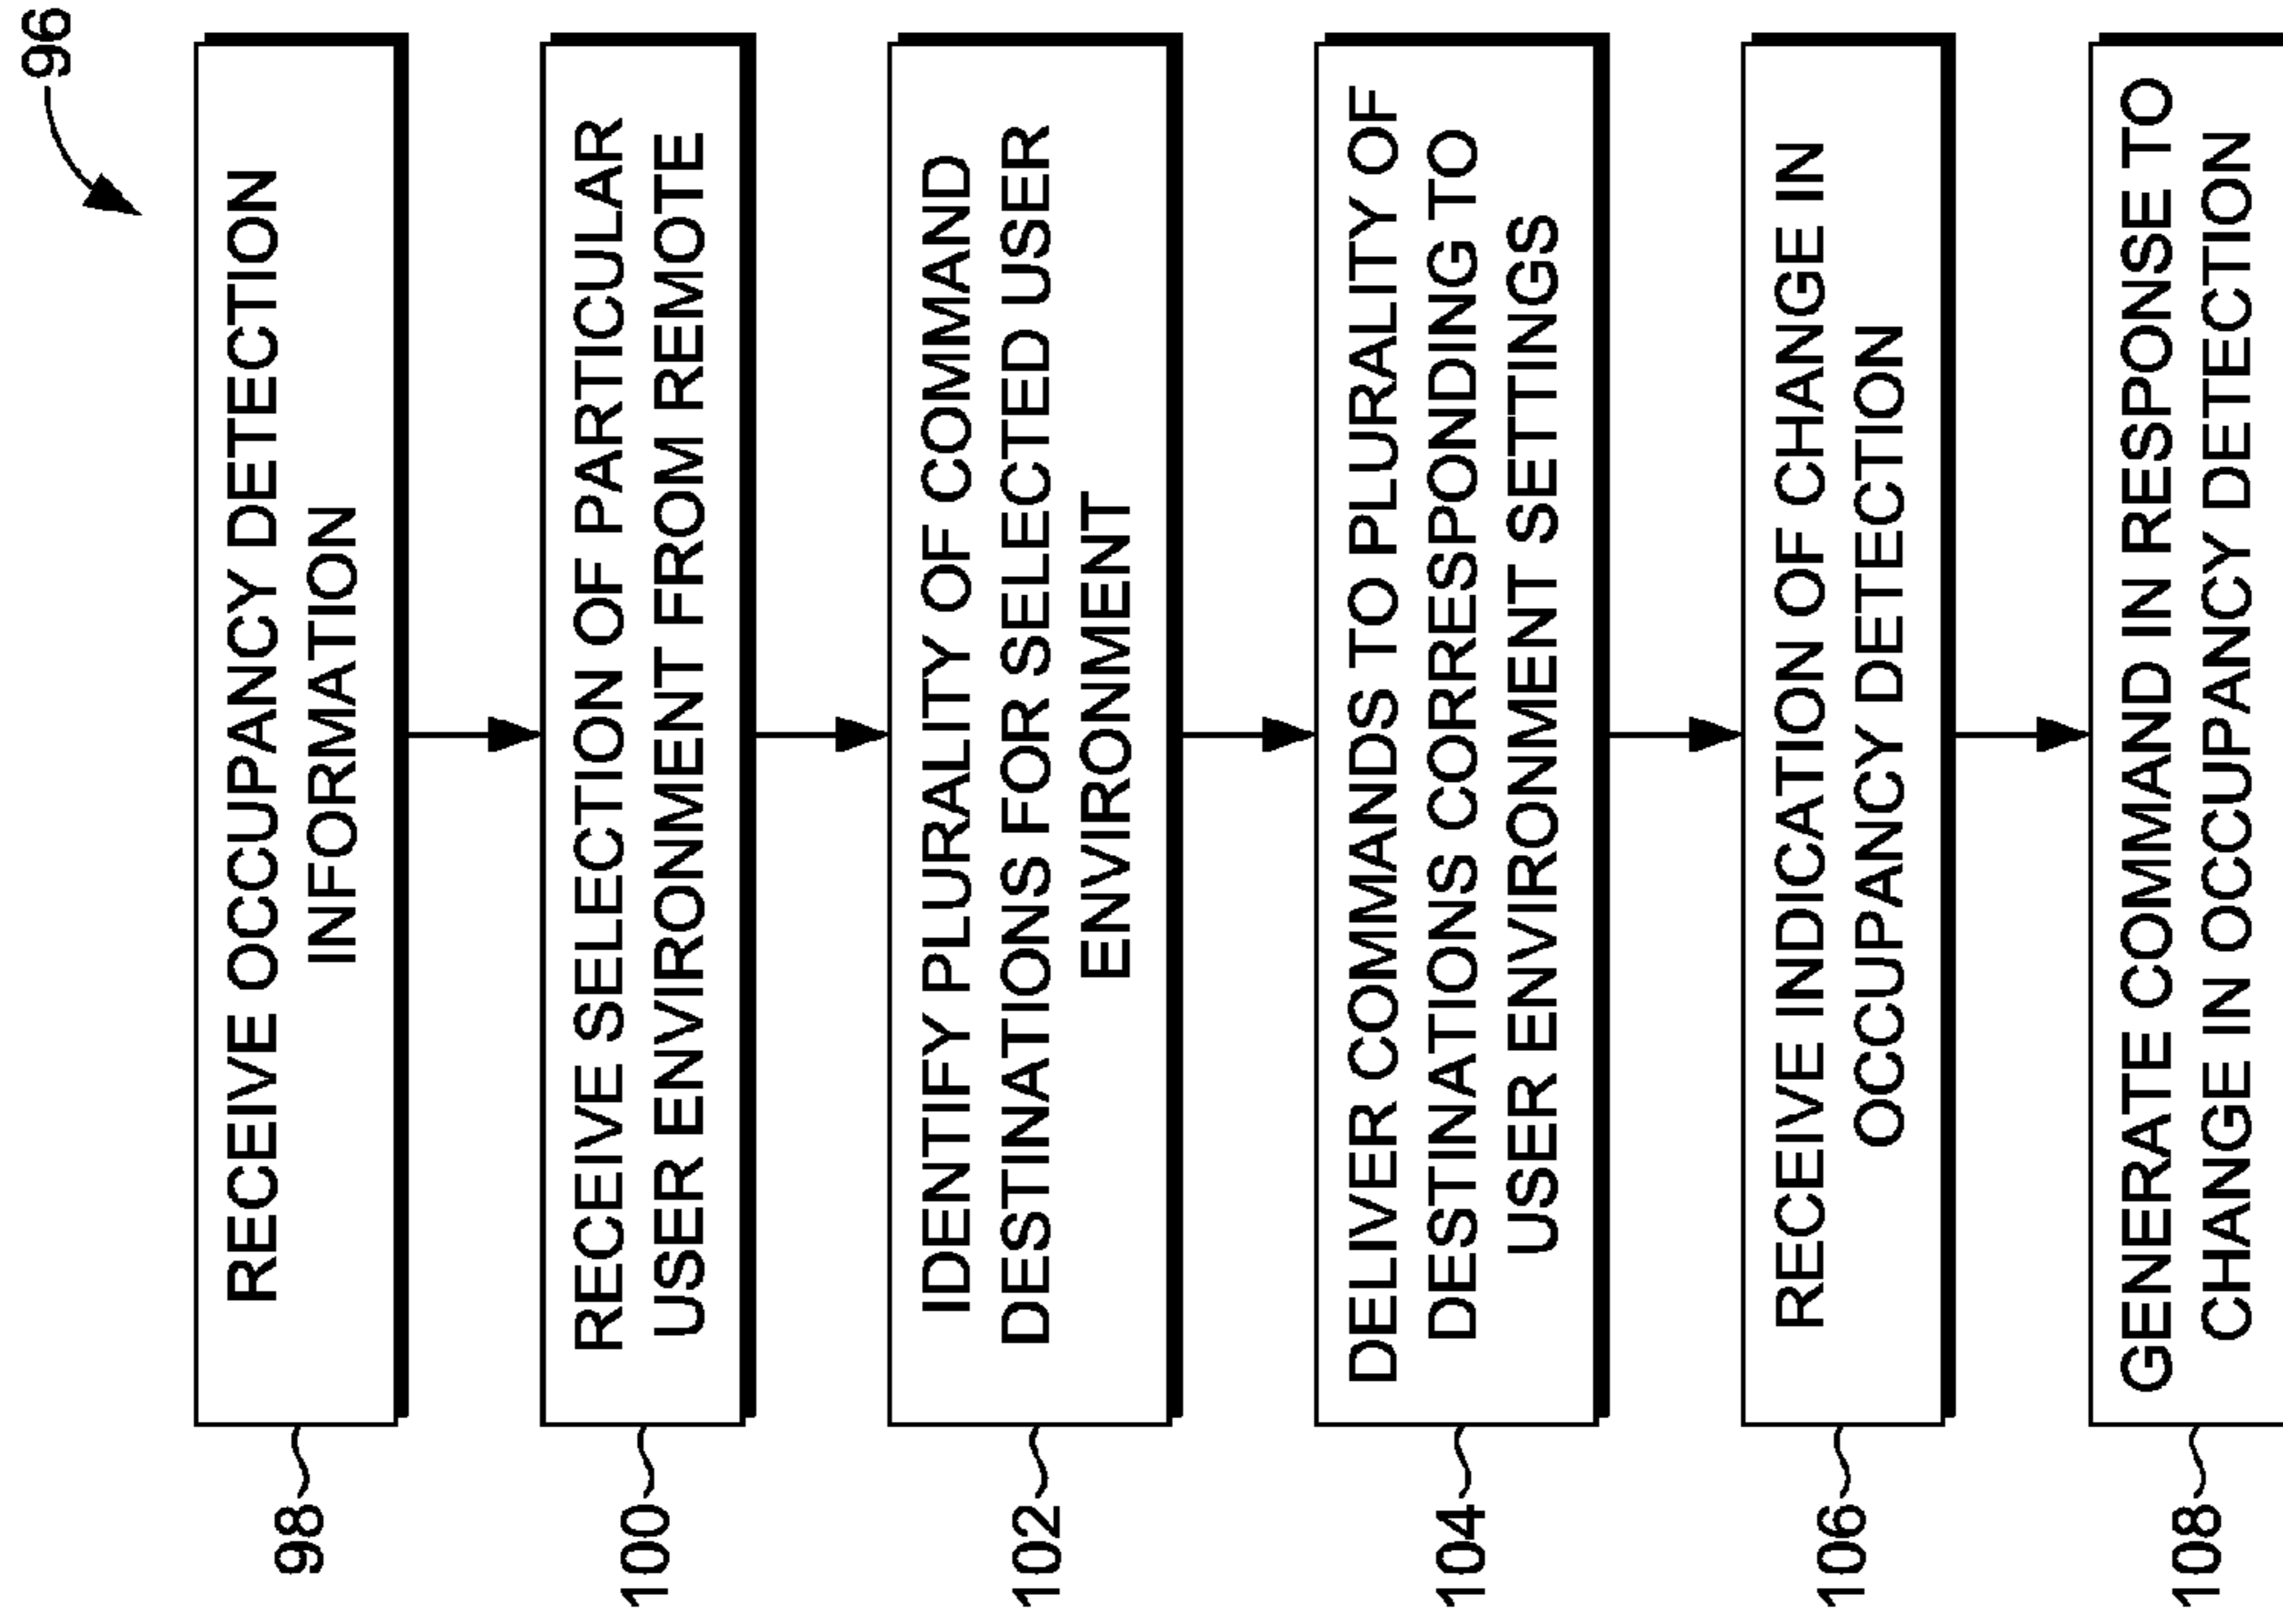 96
98
RECEIVE OCCUPANCY DETECTION
INFORMATION
100
RECEIVE SELECTION OF PARTICULAR
USER ENVIRONMENT FROM REMOTE
102
IDENTIFY PLURALITY OF COMMAND
DESTINATIONS FOR SELECTED USER
ENVIRONMENT
104
DELIVER COMMANDS TO PLURALITY OF
DESTINATIONS CORRESPONDING TO
USER ENVIRONMENT SETTINGS
106
RECEIVE INDICATION OF CHANGE IN
OCCUPANCY DETECTION
108
GENERATE COMMAND IN RESPONSE TO
CHANGE IN OCCUPANCY DETECTION